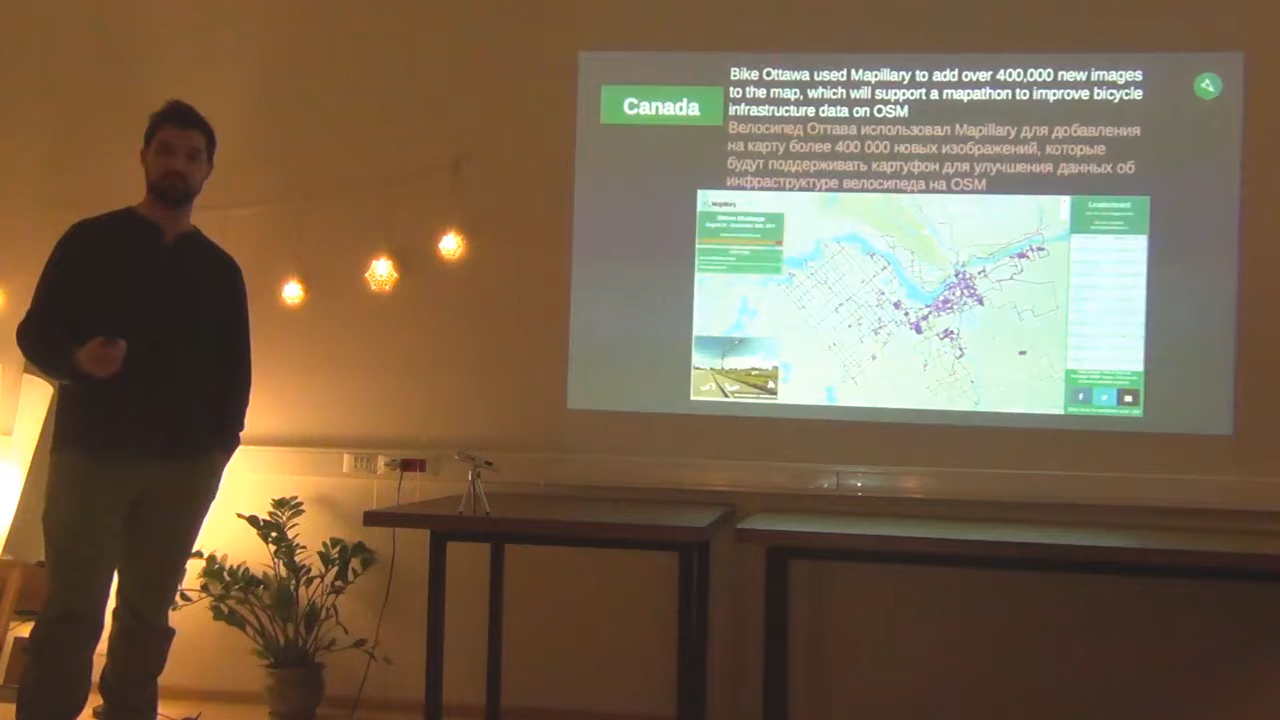 Canada
Bike Ottawa used Mapillary to add over 400,000 new images
to the map, which will support a mapathon to improve bicycle
infrastructure data on OSM
Велосипед Оттава использовал Mapillary для добавления
на карту более 400 000 новых изображений, которые
будут поддерживать картуфон для улучшения данных об
инфраструктуре велосипеда на OSM
Mapillary
Leaderboard